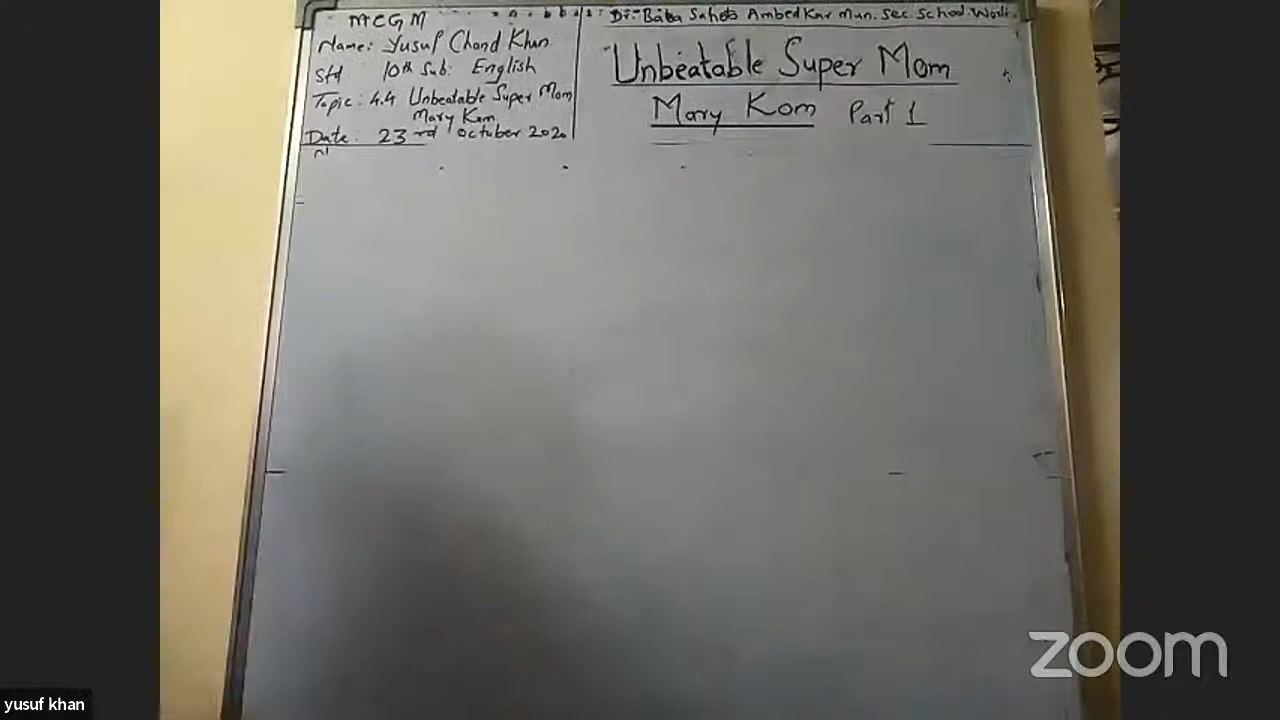 MCGM
Dr. Baba Saheb Ambedkar Mun. Sec. School. Worli.
Name: Yusuf Chand Khan
Std 10th Sub: English
Topic: 4.4 Unbeatable Super Mom
Mary Kom
Date: 23rd October 2020
Unbeatable Super Mom
Mary Kom Part 1
zoom
yusuf khan